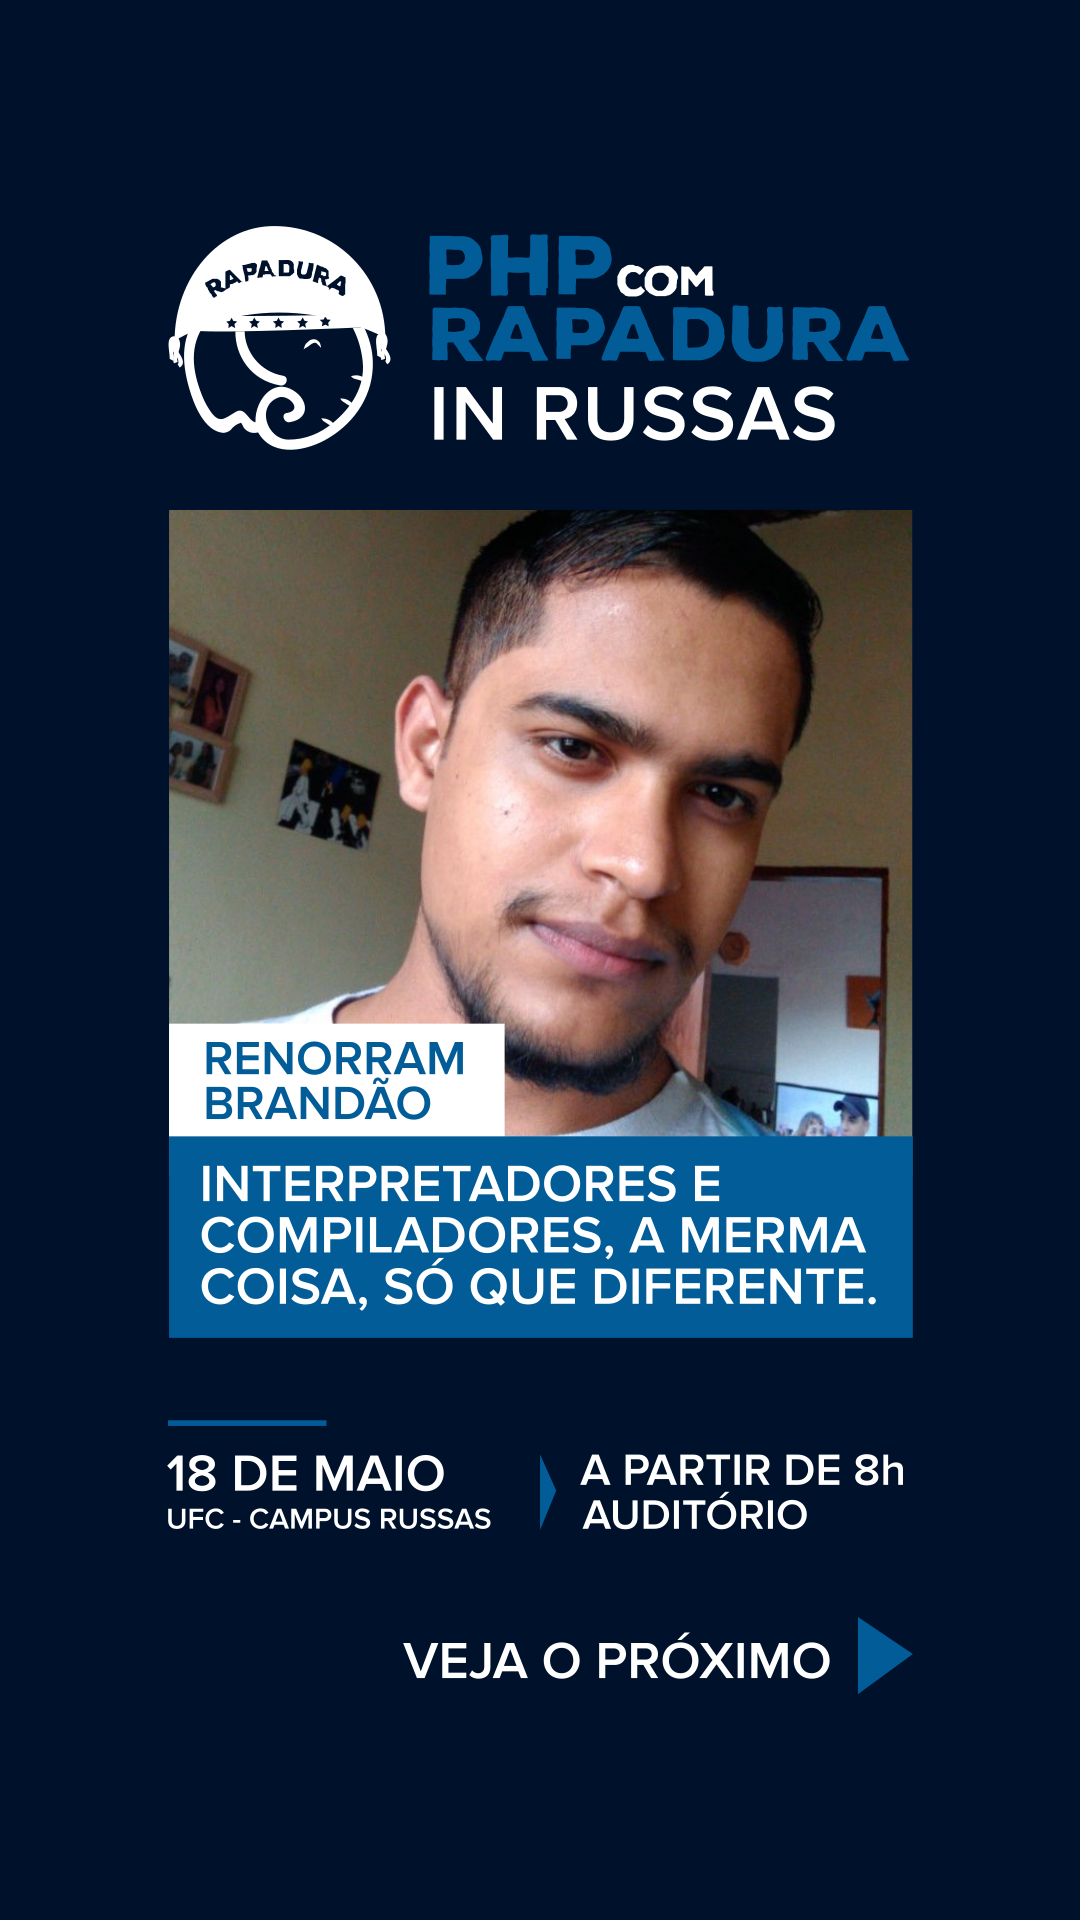 RAPADURA
PHP COM
RAPADURA
IN RUSSAS
RENORRAM
BRANDÃO
INTERPRETADORES E
COMPILADORES, A MERMA
COISA, SÓ QUE DIFERENTE.
18 DE MAIO
UFC - CAMPUS RUSSAS
A PARTIR DE 8h
AUDITÓRIO
VEJA O PRÓXIMO